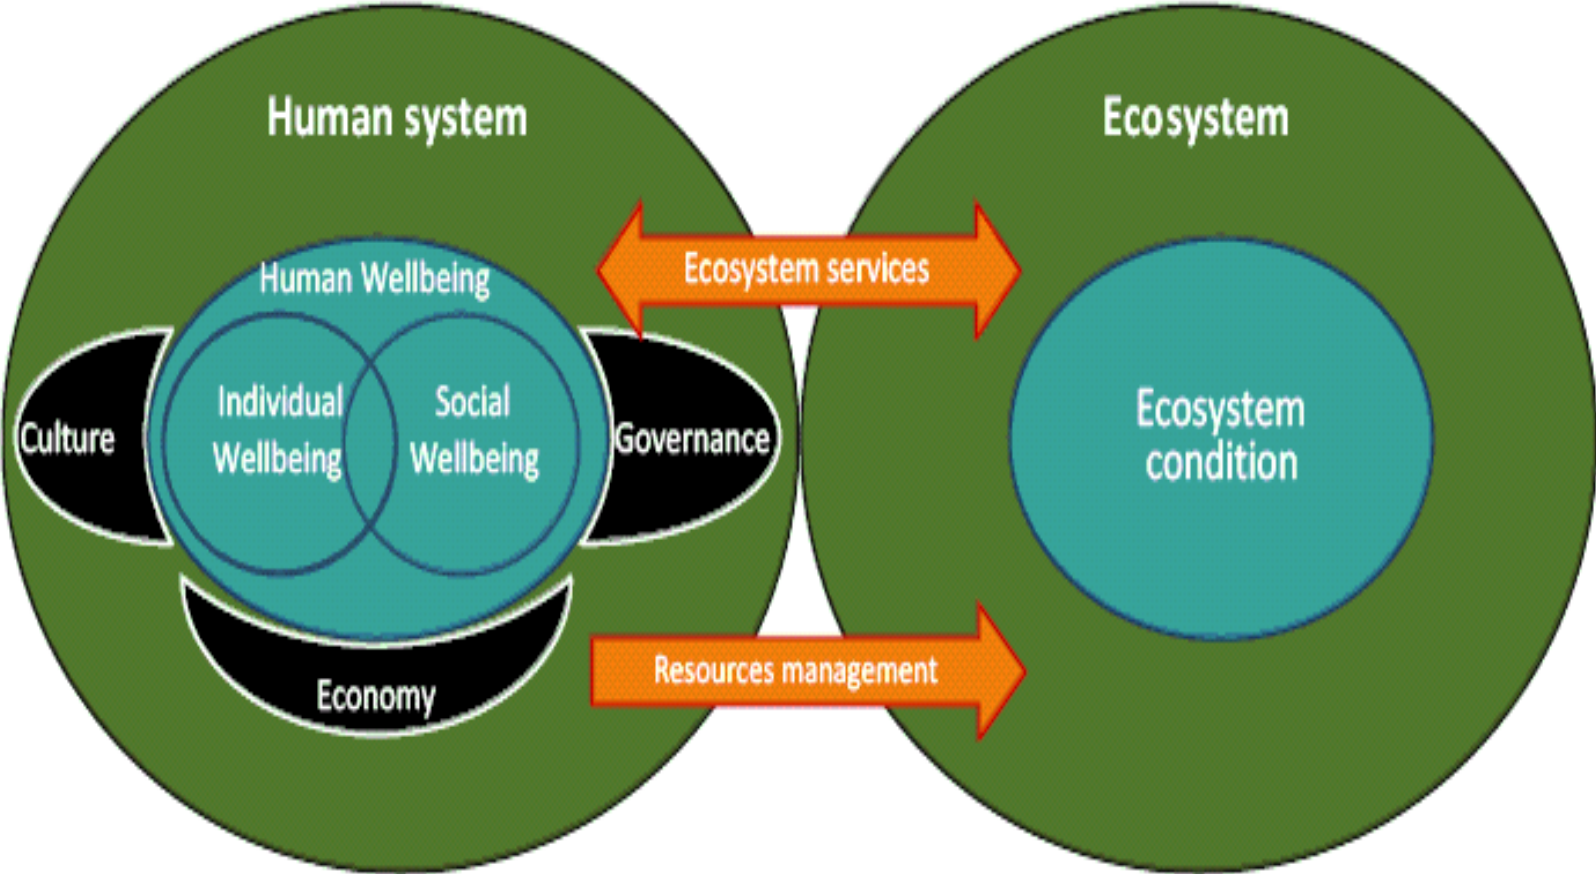 Human system
Ecosystem
Ecosystem services
Human Wellbeing
Individual
Wellbeing
Social
Wellbeing
Culture
Governance
Ecosystem
condition
Economy
Resources management